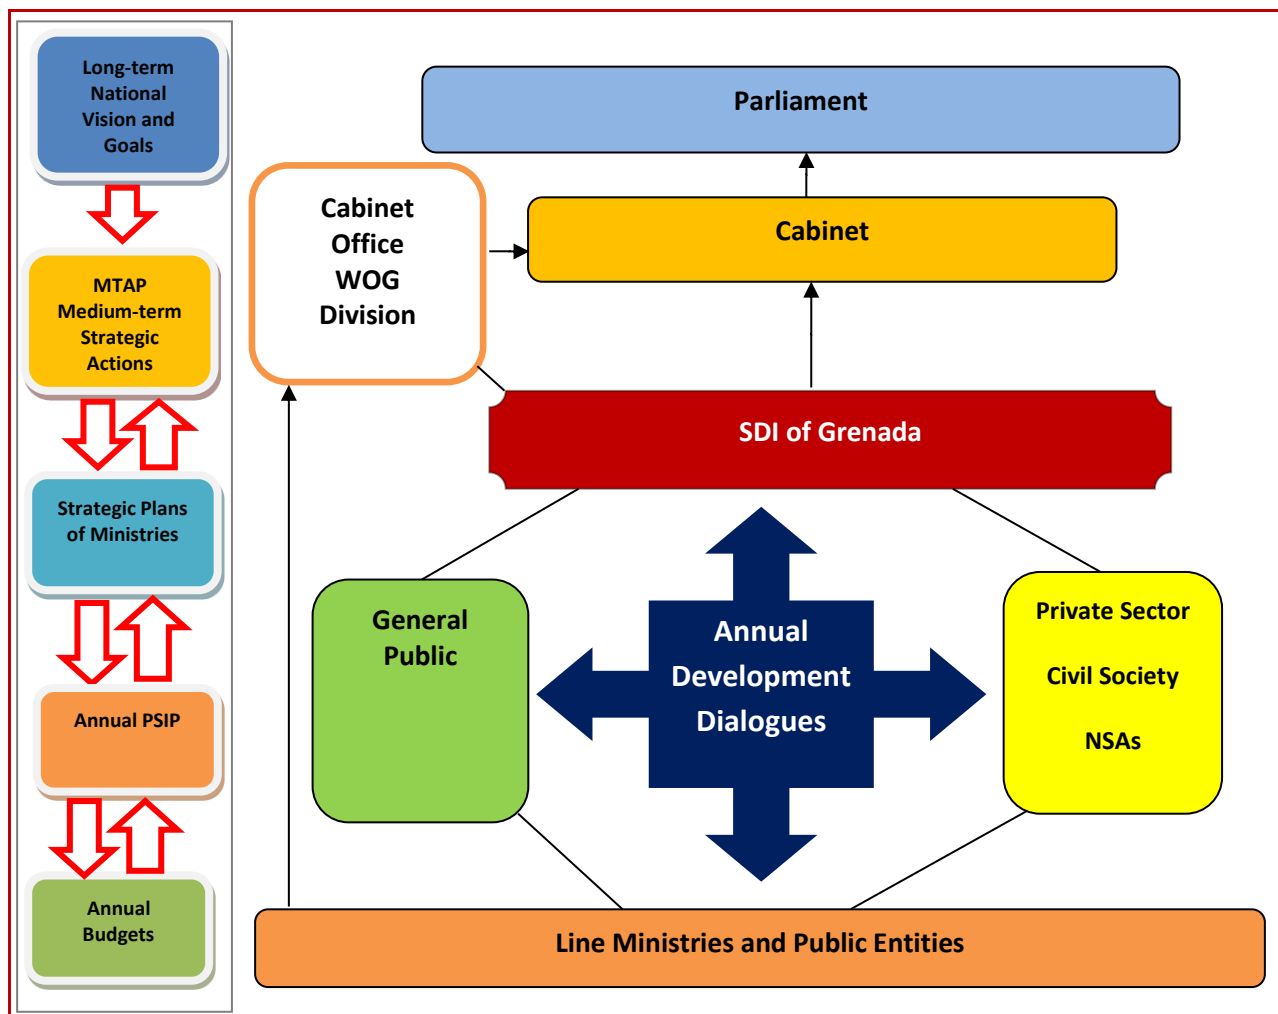 Long-term
National
Vision and
Goals
MTAP
Medium-term
Strategic
Actions
Strategic Plans
of Ministries
Annual PSIP
Annual
Budgets
Parliament
Cabinet
Office
WOG
Division
Cabinet
SDI of Grenada
General
Public
Annual
Development
Dialogues
Private Sector
Civil Society
NSAs
Line Ministries and Public Entities